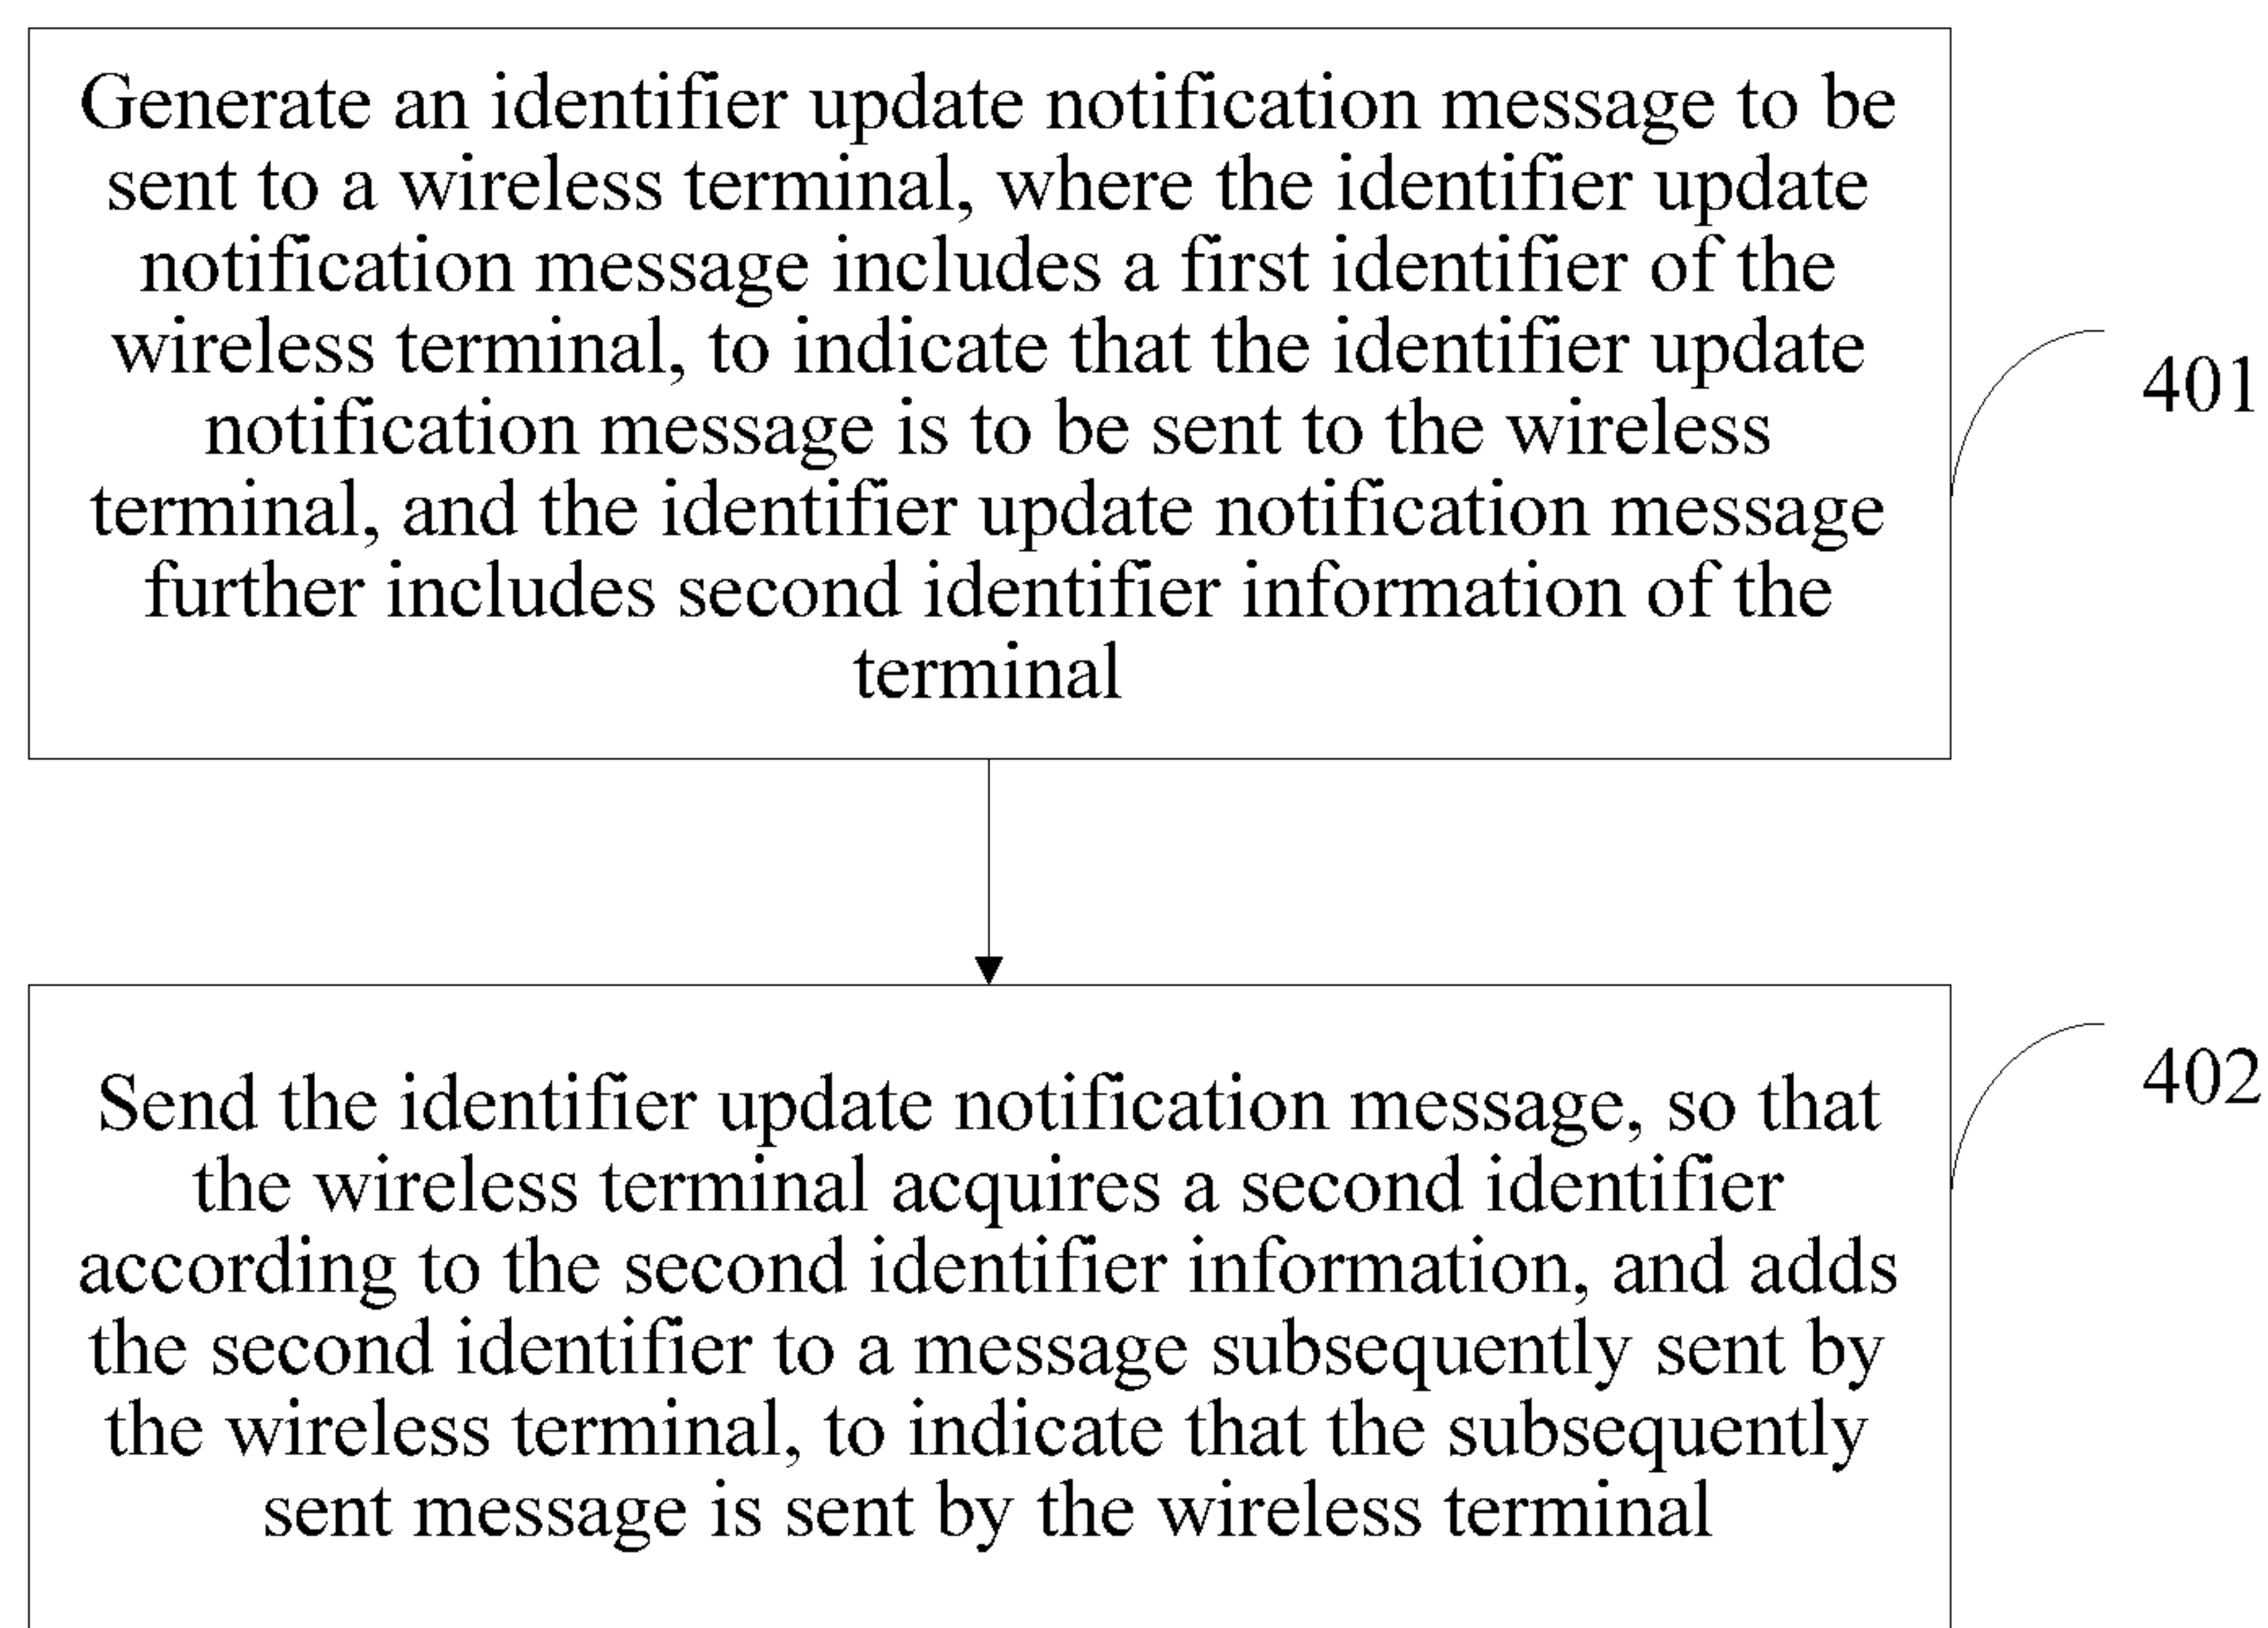 Generate an identifier update notification message to be
sent to a wireless terminal, where the identifier update
notification message includes a first identifier of the
wireless terminal, to indicate that the identifier update
notification message is to be sent to the wireless
terminal, and the identifier update notification message
further includes second identifier information of the
terminal
401
Send the identifier update notification message, so that
the wireless terminal acquires a second identifier
according to the second identifier information, and adds
the second identifier to a message subsequently sent by
the wireless terminal, to indicate that the subsequently
sent message is sent by the wireless terminal
402